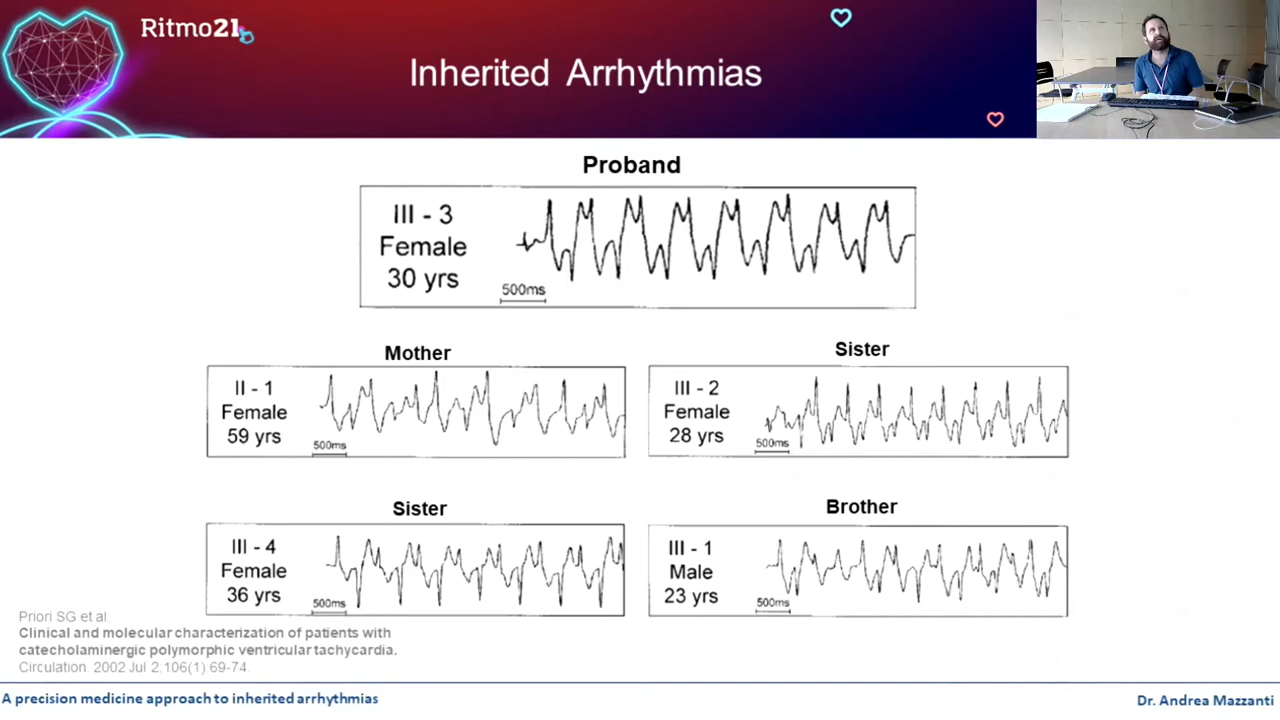 Ritmo21
Inherited Arrhythmias
Proband
III - 3
Female
30 yrs
500ms
Mother
II - 1
Female
59 yrs
500ms
Sister
III - 2
Female
28 yrs
500ms
Sister
III - 4
Female
36 yrs
500ms
Brother
III - 1
Male
23 yrs
500ms
Priori SG et al.
Clinical and molecular characterization of patients with
catecholaminergic polymorphic ventricular tachycardia.
Circulation. 2002 Jul 2;106(1):69-74.
A precision medicine approach to inherited arrhythmias
Dr. Andrea Mazzanti